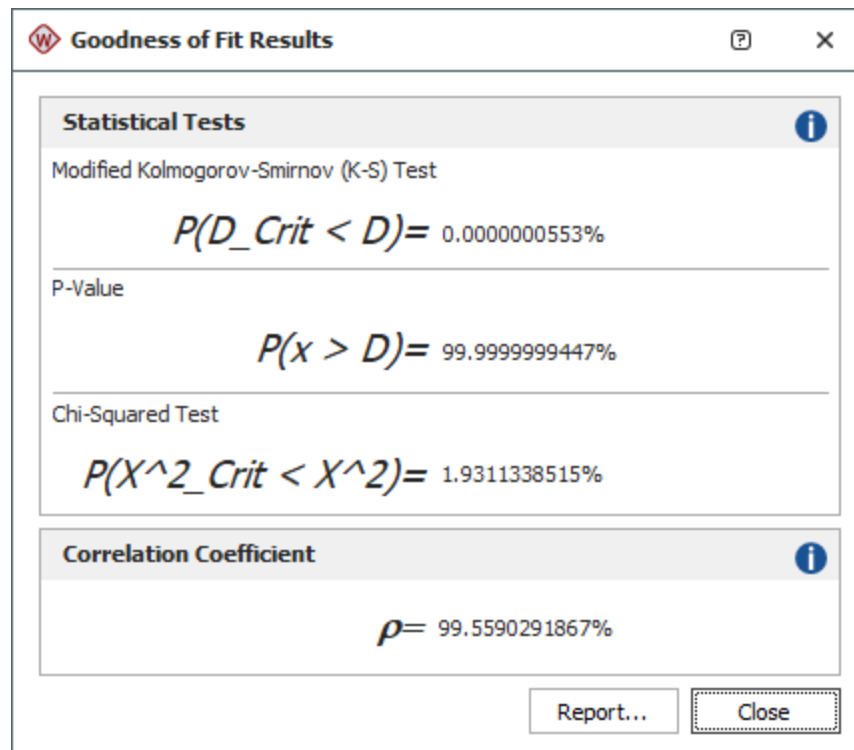 W Goodness of Fit Results ?
Statistical Tests i
Modified Kolmogorov-Smirnov (K-S) Test
P(D_Crit < D)= 0.0000000553%
P-Value
P(x > D)= 99.9999999447%
Chi-Squared Test
P(X^2_Crit < X^2)= 1.9311338515%
Correlation Coefficient i
ρ= 99.5590291867%
Report... Close